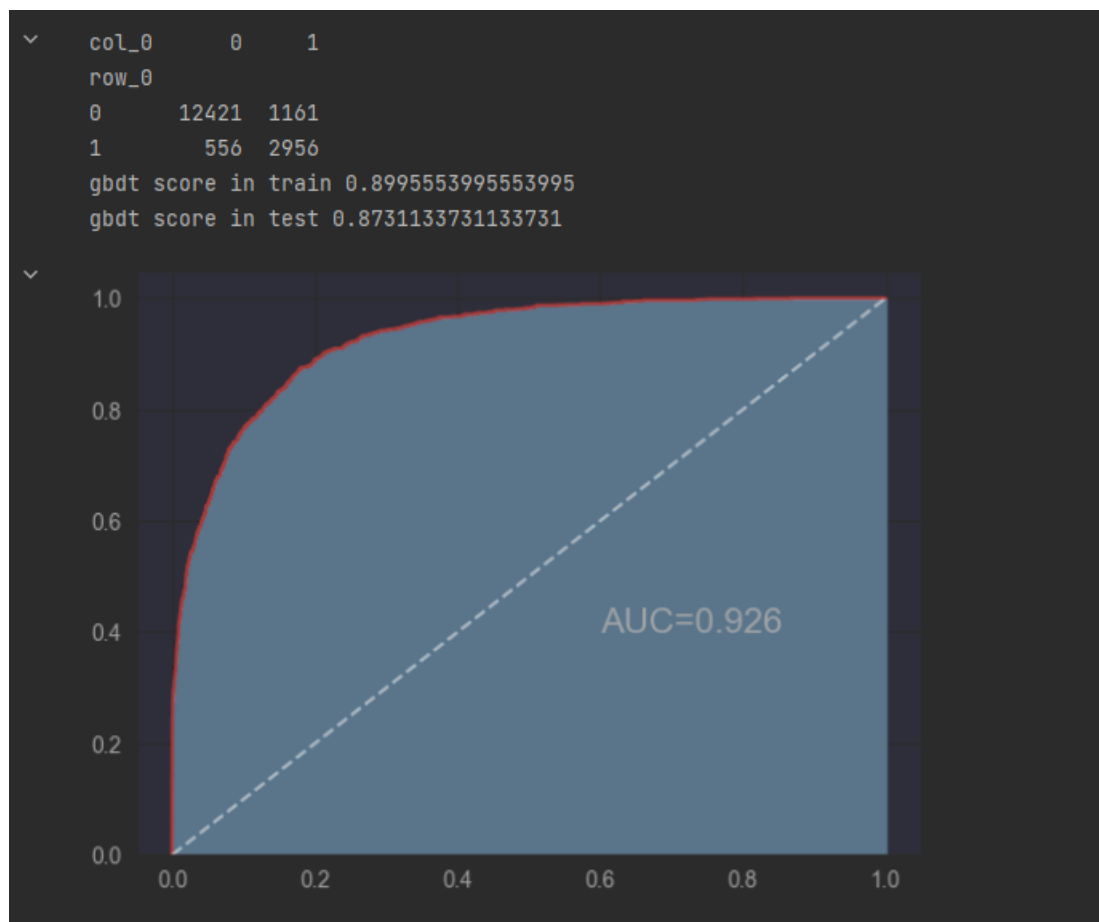 col_0 0 1
row_0
0 12421 1161
1 556 2956
gbdt score in train 0.8995553995553995
gbdt score in test 0.8731133731133731
1.0
0.8
0.6
0.4
0.2
0.0
AUC=0.926
0.0 0.2 0.4 0.6 0.8 1.0